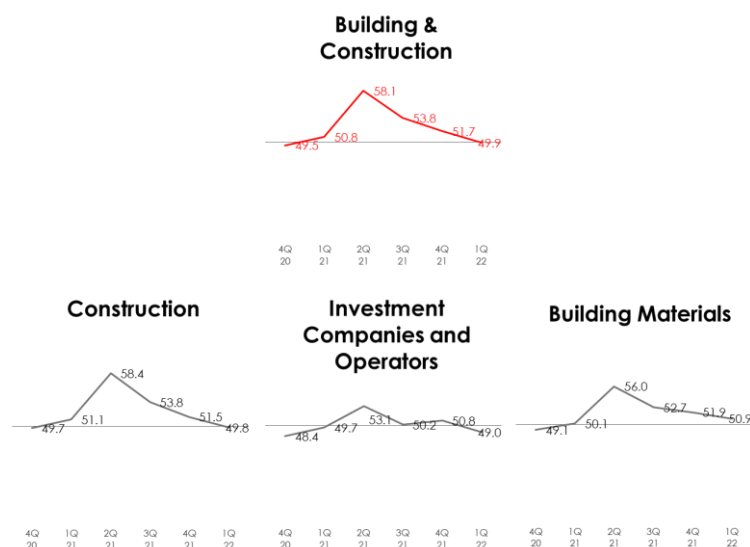 Building &
Construction
58.1
53.8
51.7
50.8
49.5
49.9
4Q 1Q 2Q 3Q 4Q 1Q
20 21 21 21 21 22
Construction
58.4
53.8
51.5
51.1
49.7
49.8
4Q 1Q 2Q 3Q 4Q 1Q
20 21 21 21 21 22
Investment
Companies and
Operators
53.1
50.2
50.8
49.7
48.4
49.0
4Q 1Q 2Q 3Q 4Q 1Q
20 21 21 21 21 22
Building Materials
56.0
52.7
51.9
50.9
50.1
49.1
4Q 1Q 2Q 3Q 4Q 1Q
20 21 21 21 21 22